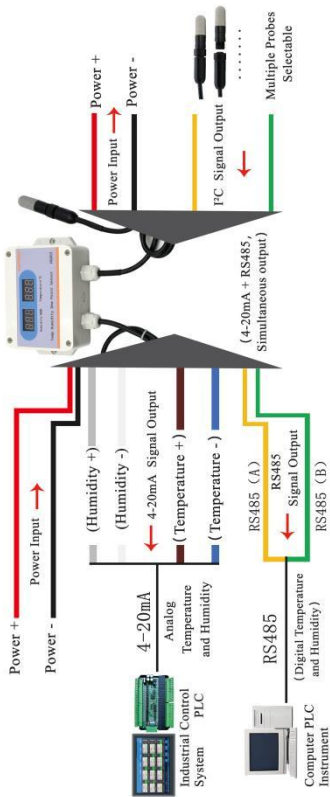 Power +
Power Input
Power -
I²C Signal Output
Multiple Probes
Selectable
(4-20mA + RS485,
Simultaneous output)
Power +
Power Input
Power -
(Humidity +)
(Humidity -)
4-20mA Signal Output
(Temperature +)
(Temperature -)
RS485 (A)
RS485
Signal Output
RS485 (B)
4-20mA
Analog
Temperature
and Humidity
RS485
(Digital Temperature
and Humidity)
Industrial Control
PLC
System
Computer PLC
Instrument